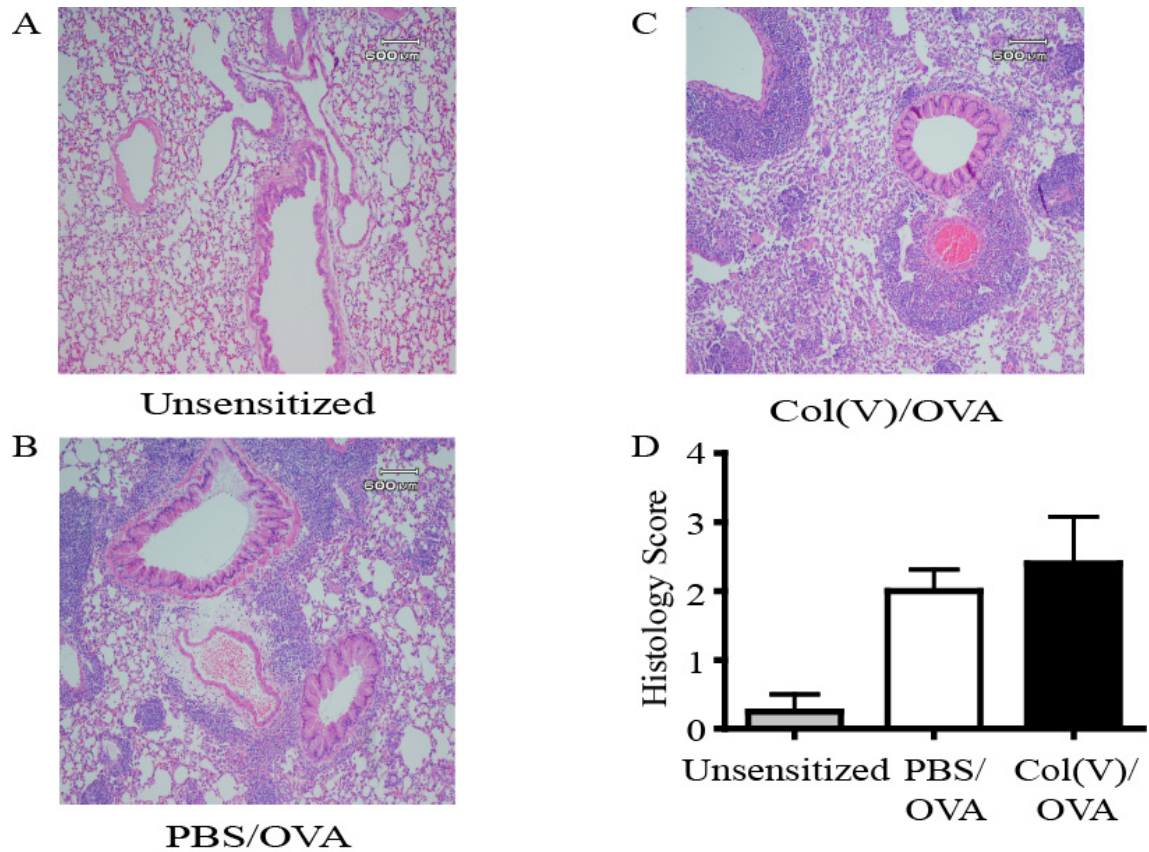 A
600 μm
Unsensitized
B
600 μm
PBS/OVA
C
600 μm
Col(V)/OVA
D
Histology Score
4
3
2
1
0
Unsensitized
PBS/
OVA
Col(V)/
OVA